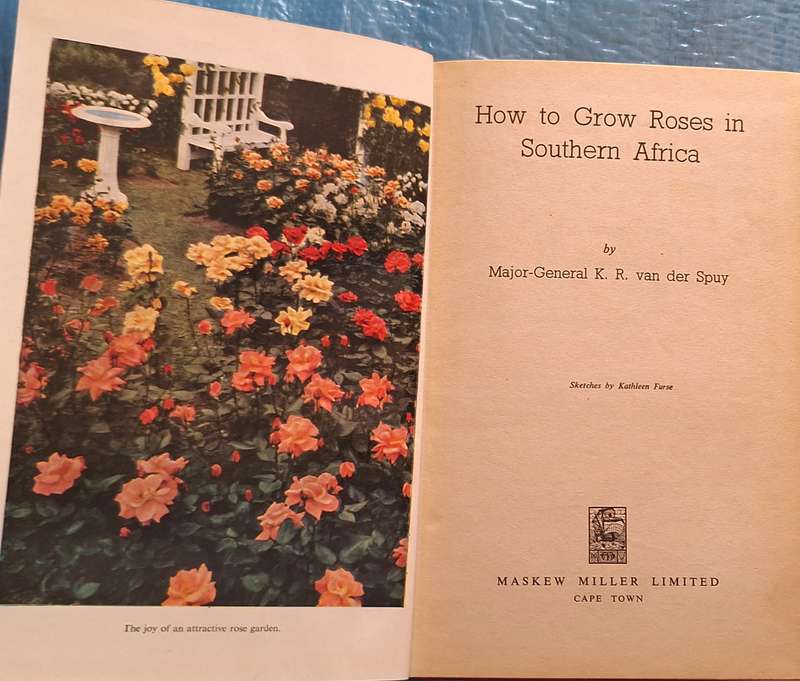 The joy of an attractive rose garden.
How to Grow Roses in
Southern Africa
by
Major-General K. R. van der Spuy
Sketches by Kathleen Furse
MASKEW MILLER LIMITED
CAPE TOWN